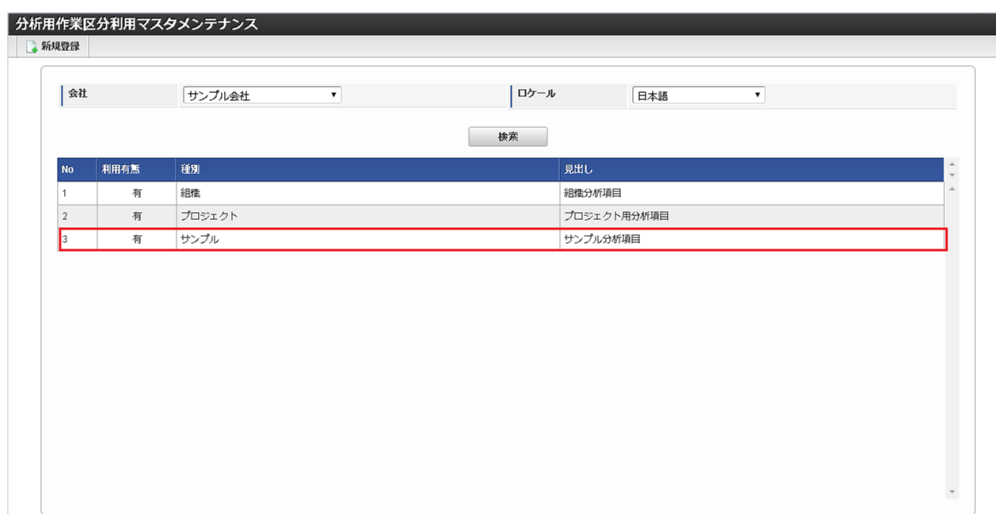 分析用作業区分利用マスタメンテナンス
新規登録
会社 サンプル会社 ロケール 日本語
検索
No 利用有無 種別 見出し
1 有 組織 組織分析項目
2 有 プロジェクト プロジェクト用分析項目
3 有 サンプル サンプル分析項目